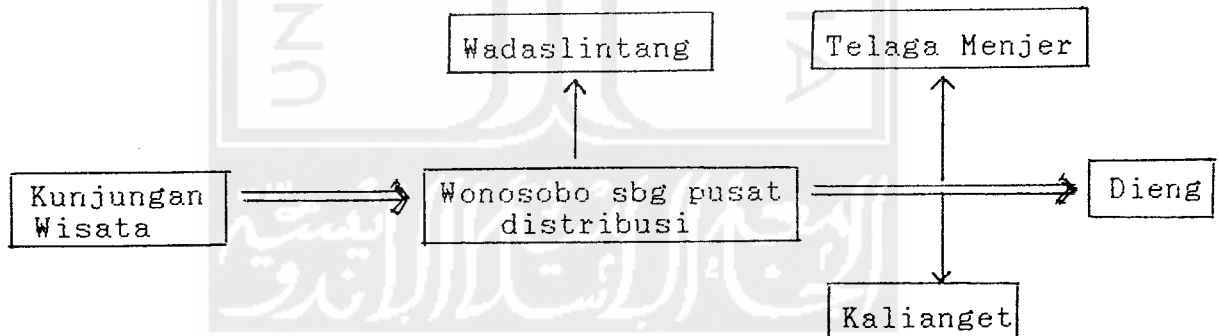 Wadaslintang
Telaga Menjer
Kunjungan
Wisata
Wonosobo sbg pusat
distribusi
Dieng
Kalianget